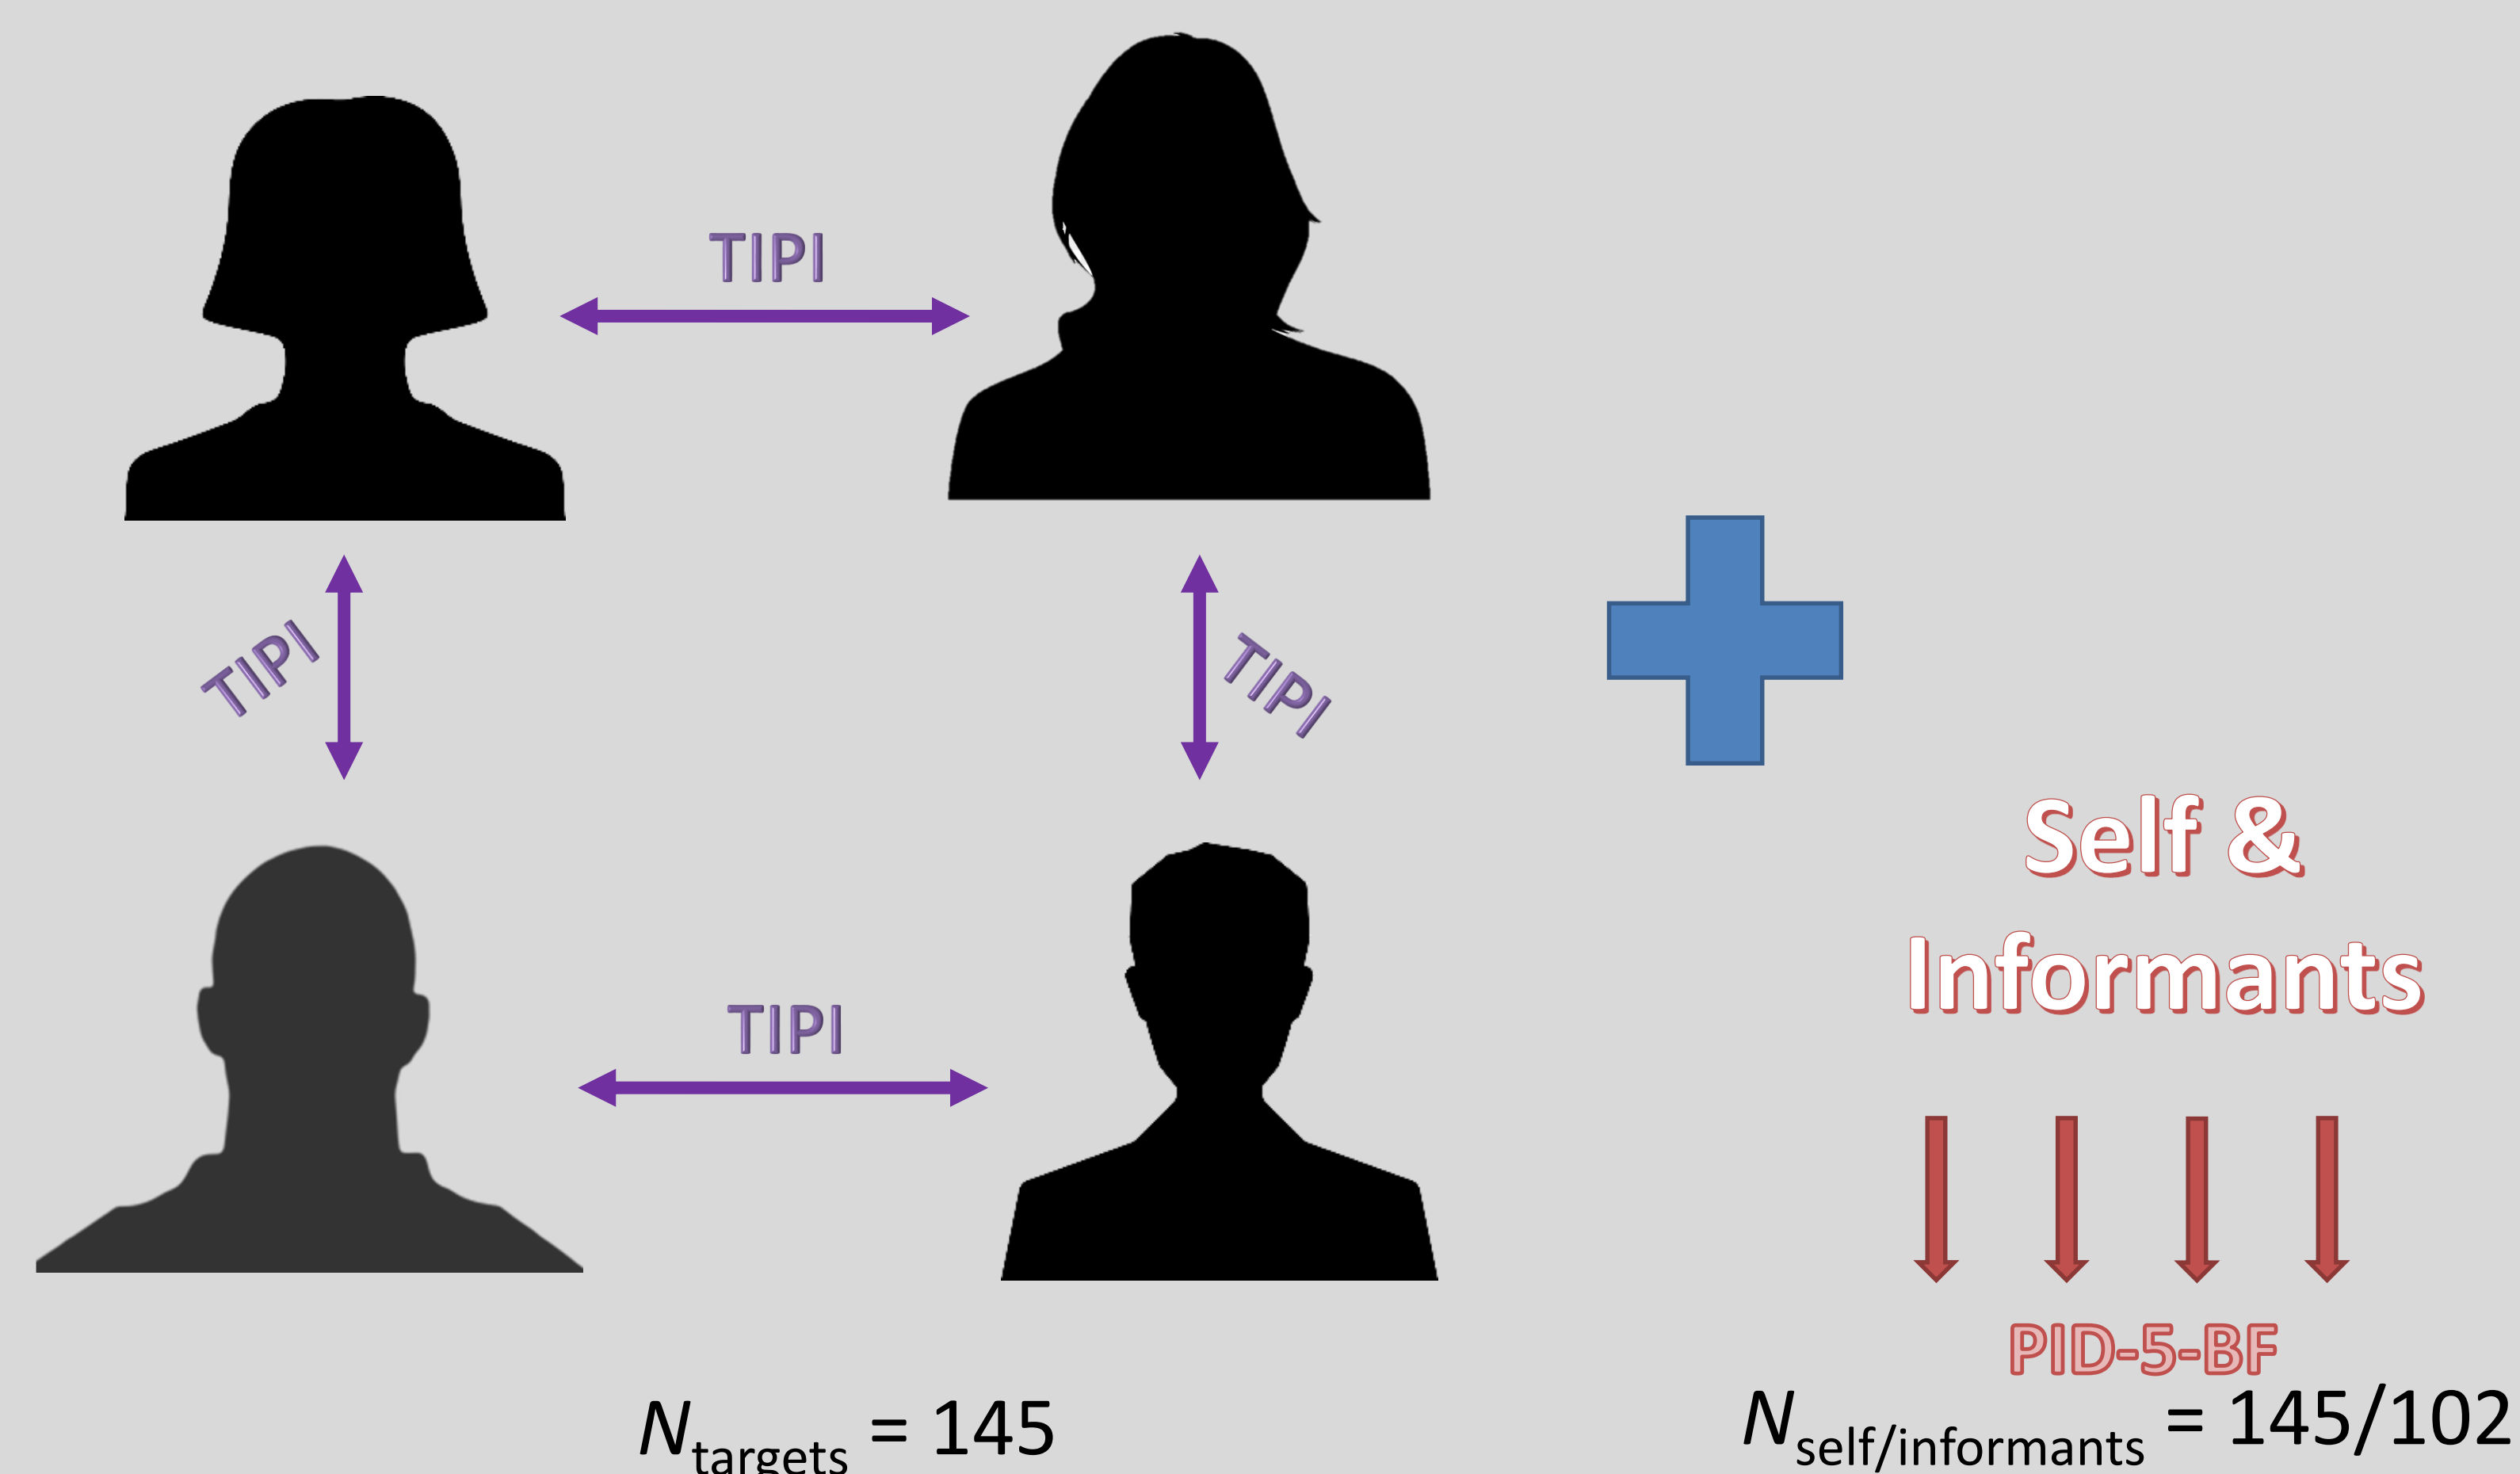 TIPI
TIPI
TIPI
Self &
Informants
TIPI
PID-5-BF
Ntargets = 145
Nself/informants = 145/102